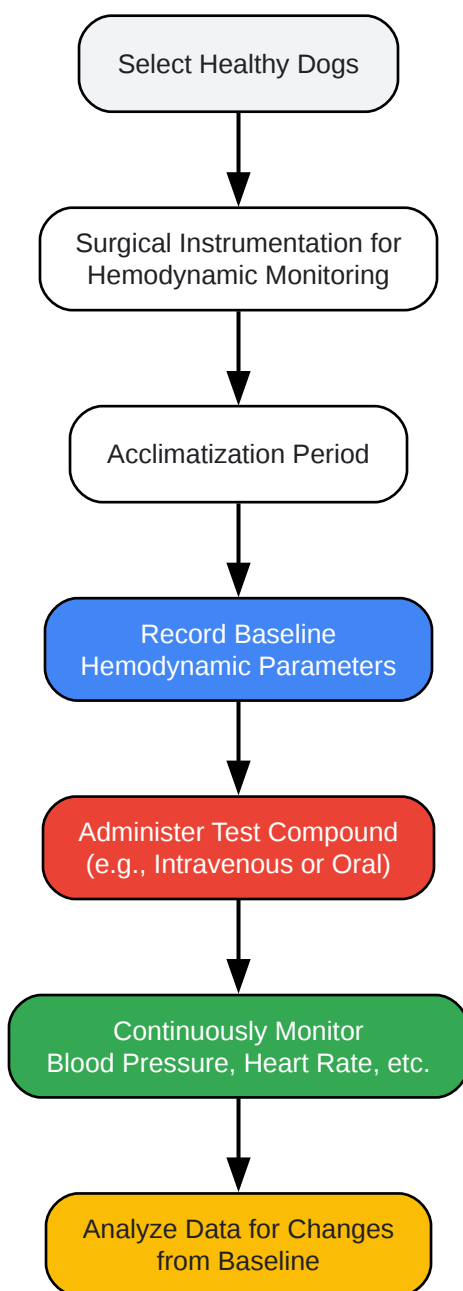 Select Healthy Dogs
Surgical Instrumentation for
Hemodynamic Monitoring
Acclimatization Period
Record Baseline
Hemodynamic Parameters
Administer Test Compound
(e.g., Intravenous or Oral)
Continuously Monitor
Blood Pressure, Heart Rate, etc.
Analyze Data for Changes
from Baseline